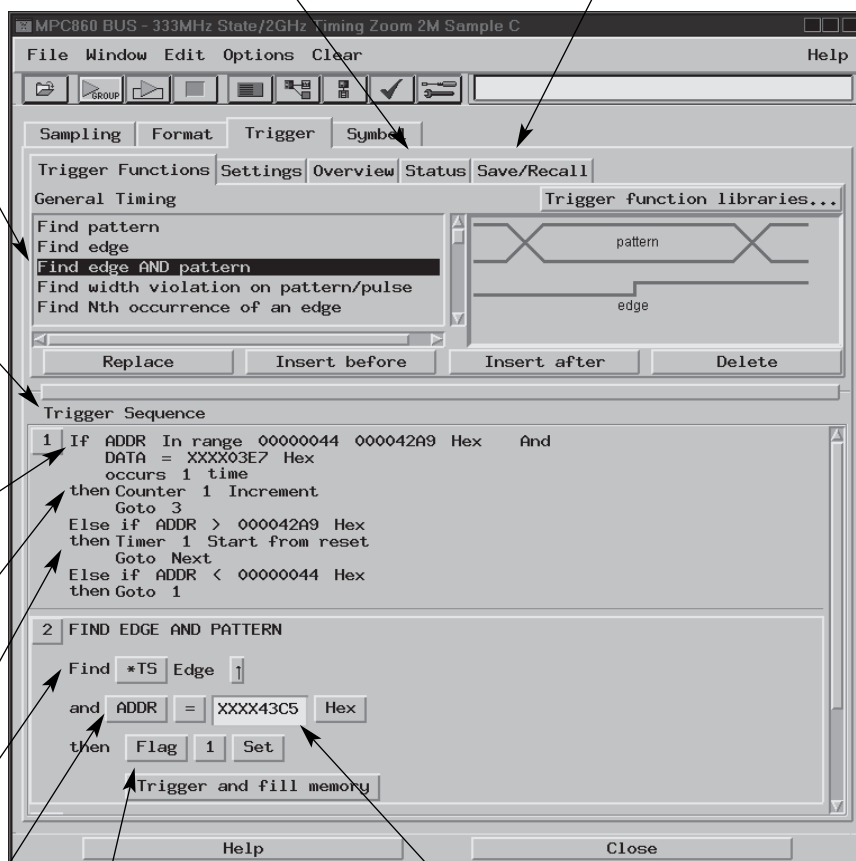 MPC860 BUS - 333MHz State/2GHz Timing Zoom 2M Sample C
File Window Edit Options Clear Help
GROUP
Sampling Format Trigger Symbol
Trigger Functions Settings Overview Status Save/Recall
General Timing Trigger function libraries...
Find pattern
Find edge
Find edge AND pattern
Find width violation on pattern/pulse
Find Nth occurrence of an edge
pattern
edge
Replace Insert before Insert after Delete
Trigger Sequence
1 If ADDR In range 00000044 000042A9 Hex And
DATA = XXXX03E7 Hex
occurs 1 time
then Counter 1 Increment
Goto 3
Else if ADDR > 000042A9 Hex
then Timer 1 Start from reset
Goto Next
Else if ADDR < 00000044 Hex
then Goto 1
2 FIND EDGE AND PATTERN
Find *TS Edge ↑
and ADDR = XXXX43C5 Hex
then Flag 1 Set
Trigger and fill memory
Help Close